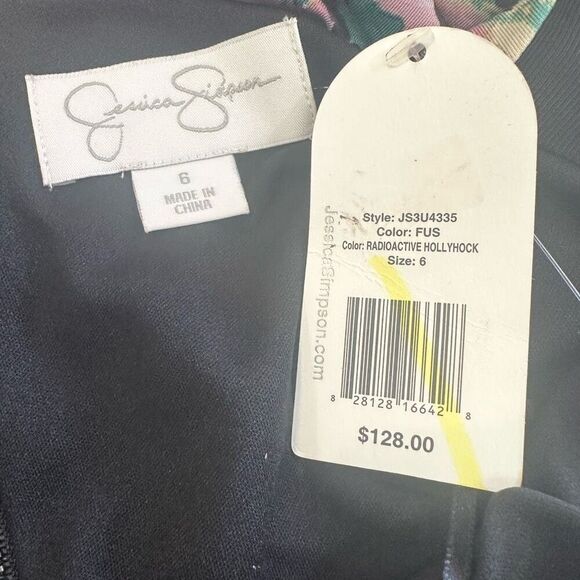 Jessica Simpson
6
MADE IN
CHINA
Style: JS3U4335
Color: FUS
Color: RADIOACTIVE HOLLYHOCK
Size: 6
JessicaSimpson.com
8 28128 16642 8
$128.00